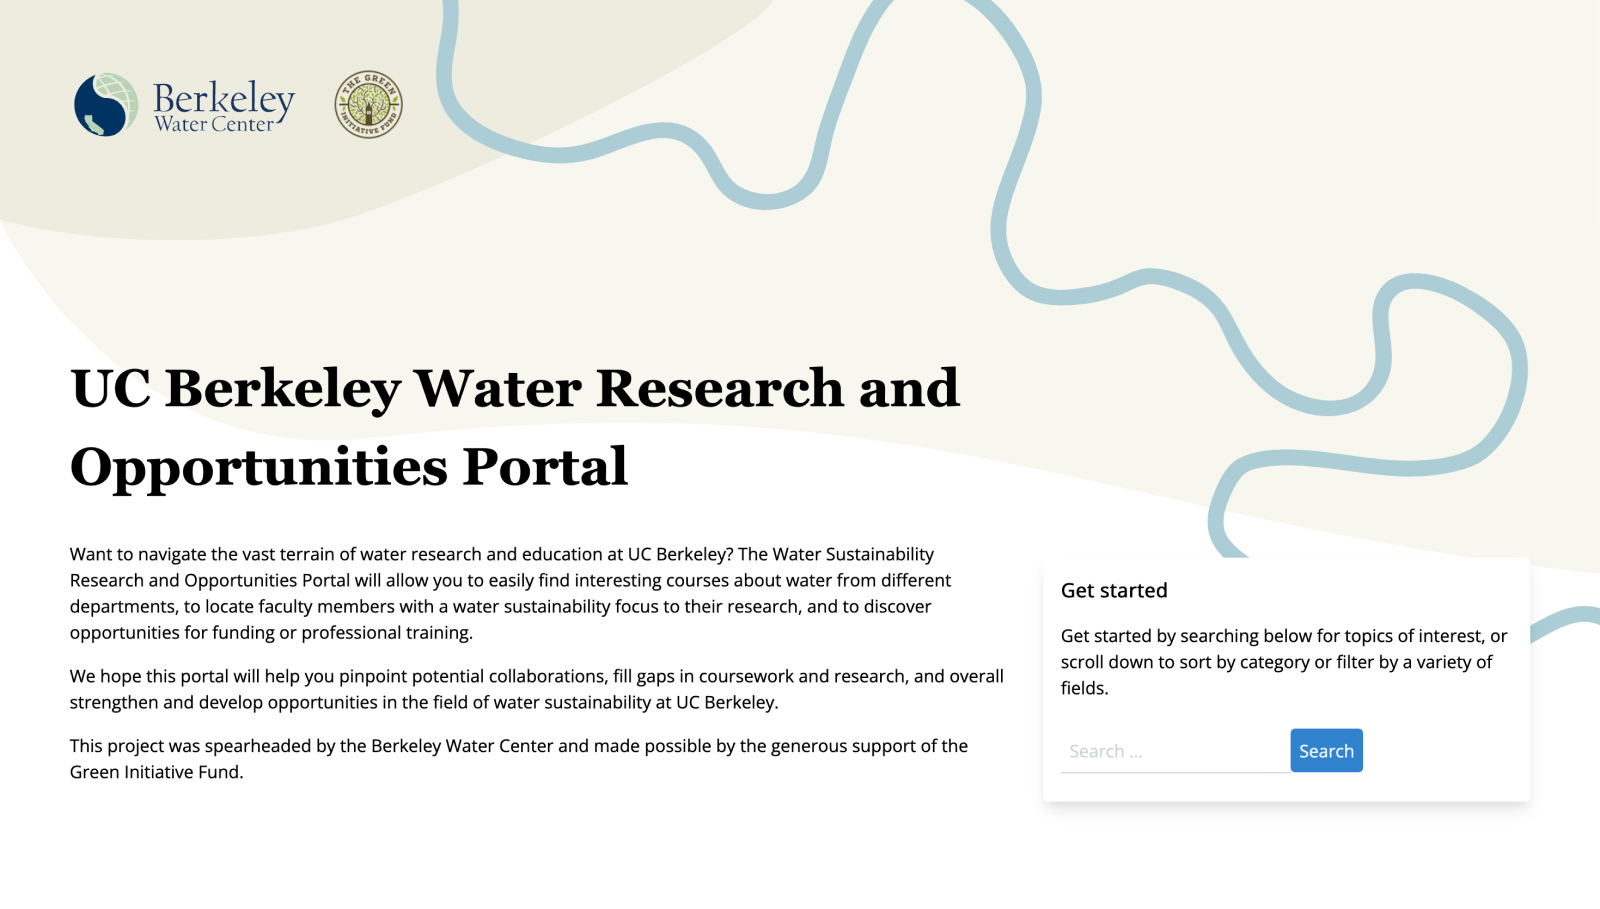 Berkeley
Water Center
THE GREEN
INITIATIVE FUND
UC Berkeley Water Research and
Opportunities Portal
Want to navigate the vast terrain of water research and education at UC Berkeley? The Water Sustainability
Research and Opportunities Portal will allow you to easily find interesting courses about water from different
departments, to locate faculty members with a water sustainability focus to their research, and to discover
opportunities for funding or professional training.
We hope this portal will help you pinpoint potential collaborations, fill gaps in coursework and research, and overall
strengthen and develop opportunities in the field of water sustainability at UC Berkeley.
This project was spearheaded by the Berkeley Water Center and made possible by the generous support of the
Green Initiative Fund.
Get started
Get started by searching below for topics of interest, or
scroll down to sort by category or filter by a variety of
fields.
Search ...
Search